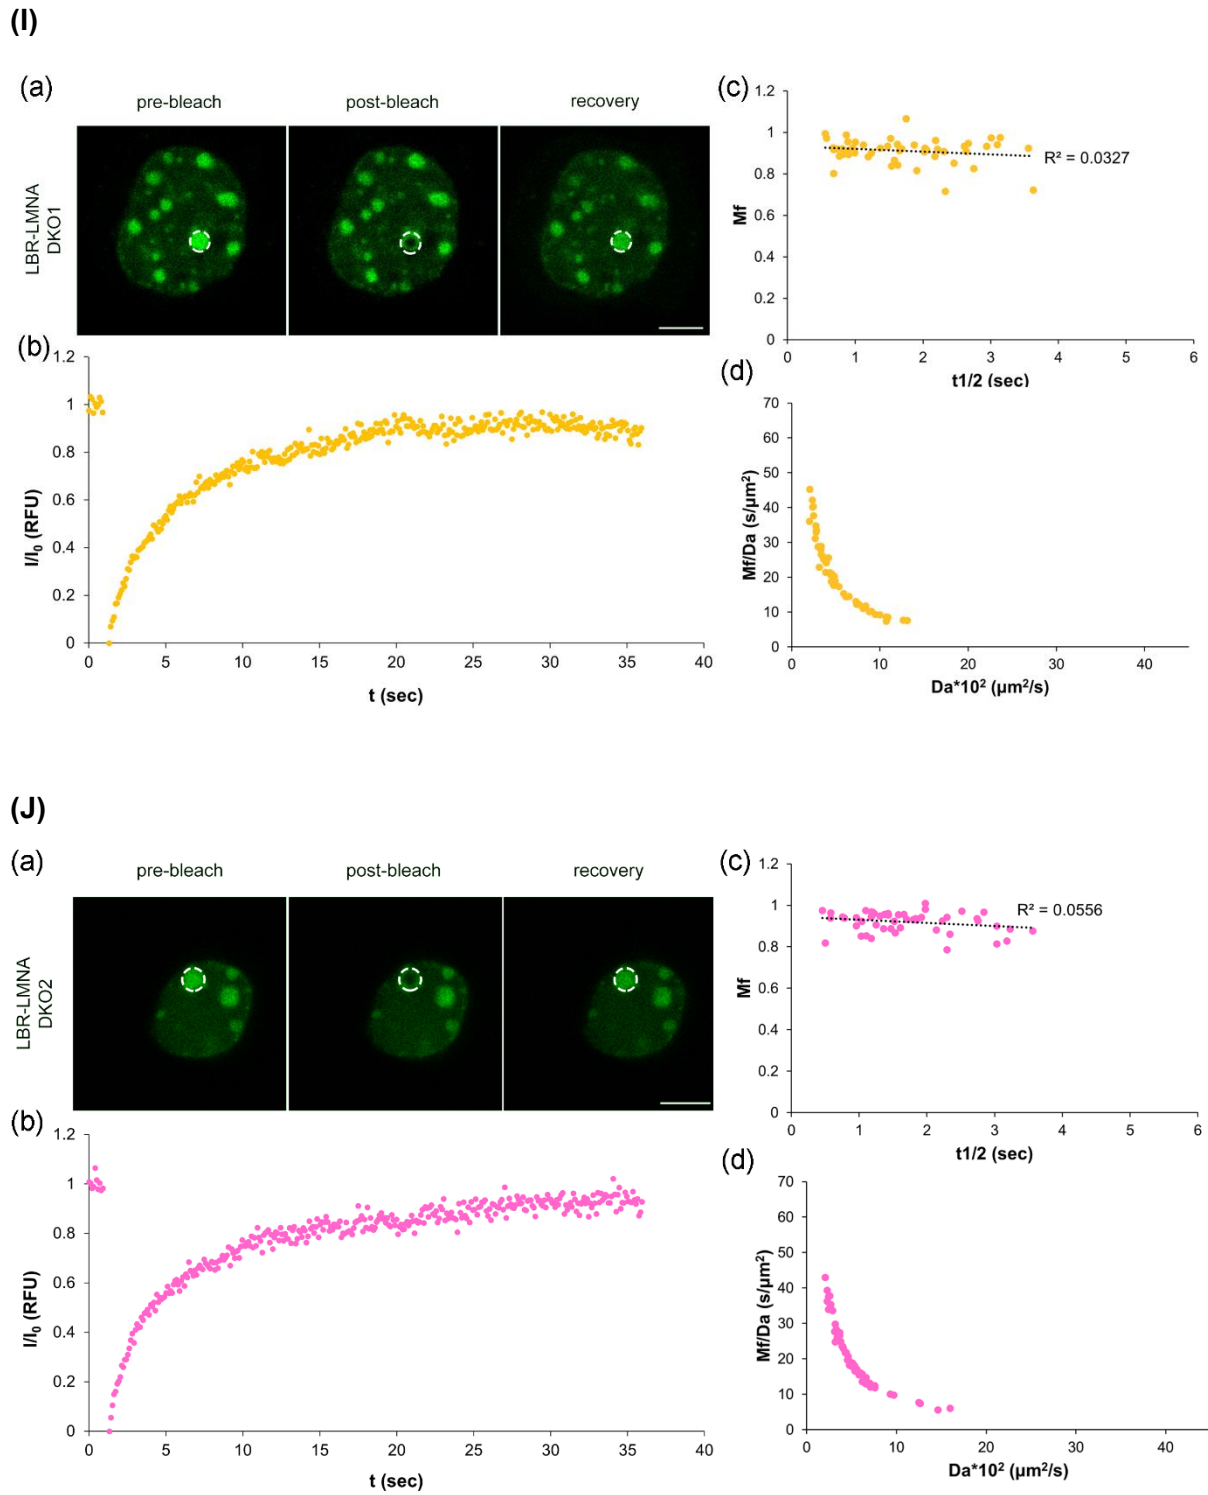 (I)
(a)
pre-bleach
post-bleach
recovery
LBR-LMNA
DKO1
(b)
1.2
1
0.8
0.6
0.4
0.2
0
I/I₀ (RFU)
0 5 10 15 20 25 30 35 40
t (sec)
(c)
1.2
1
0.8
0.6
0.4
0.2
0
Mf
R² = 0.0327
0 1 2 3 4 5 6
t1/2 (sec)
(d)
70
60
50
40
30
20
10
0
Mf/Da (s/µm²)
0 10 20 30 40
Da*10² (µm²/s)
(J)
(a)
pre-bleach
post-bleach
recovery
LBR-LMNA
DKO2
(b)
1.2
1
0.8
0.6
0.4
0.2
0
I/I₀ (RFU)
0 5 10 15 20 25 30 35 40
t (sec)
(c)
1.2
1
0.8
0.6
0.4
0.2
0
Mf
R² = 0.0556
0 1 2 3 4 5 6
t1/2 (sec)
(d)
70
60
50
40
30
20
10
0
Mf/Da (s/µm²)
0 10 20 30 40
Da*10² (µm²/s)